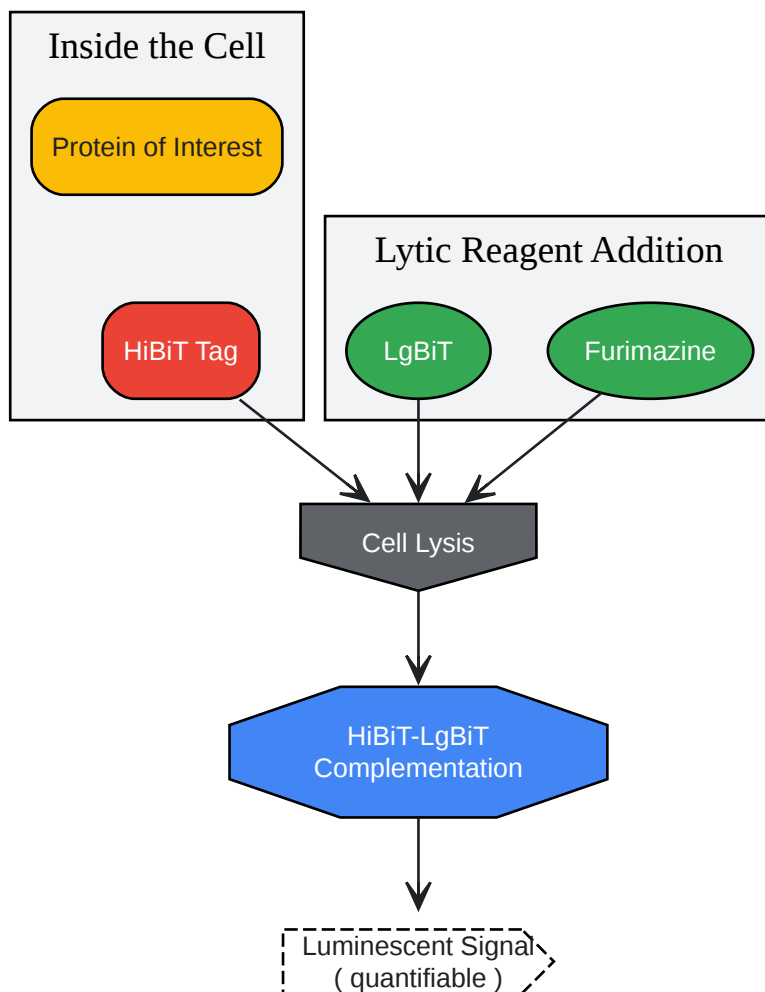 Inside the Cell
Protein of Interest
Lytic Reagent Addition
HiBiT Tag
LgBiT
Furimazine
Cell Lysis
HiBiT-LgBiT
Complementation
Luminescent Signal
( quantifiable )